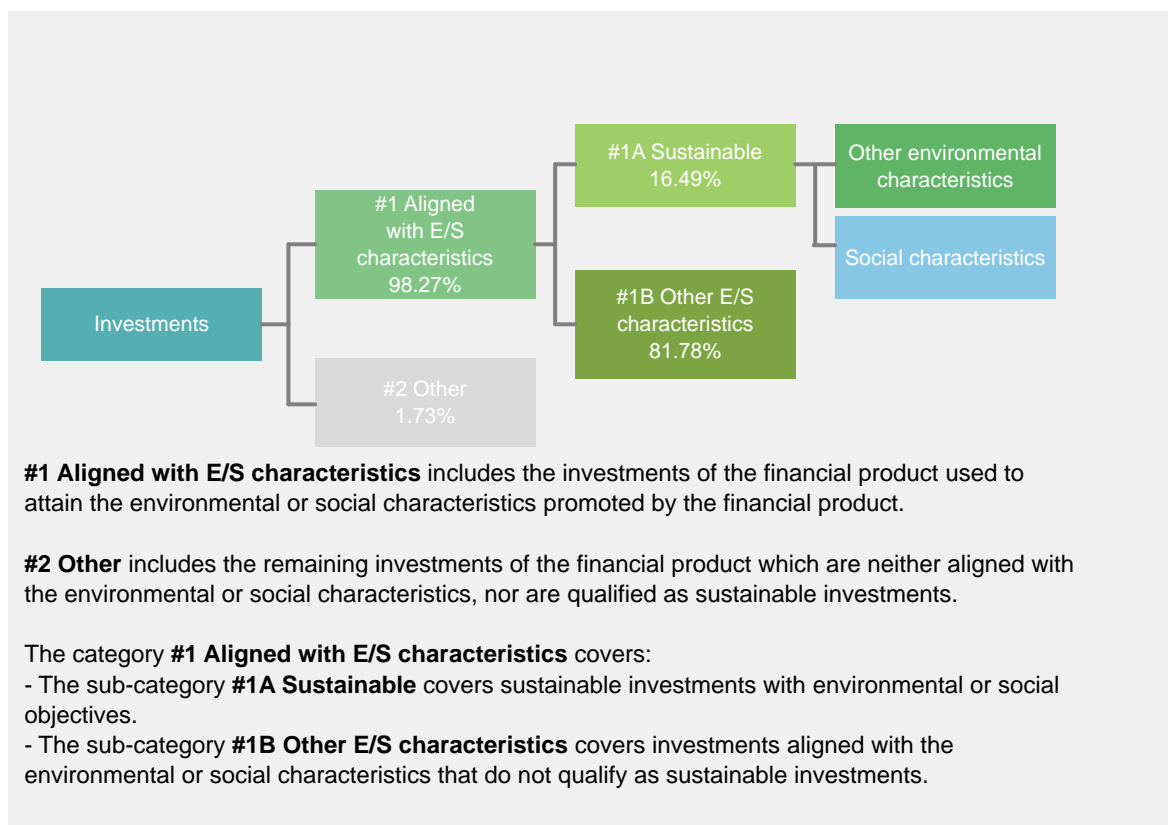 #1A Sustainable
16.49%
Other environmental
characteristics
#1 Aligned
with E/S
characteristics
98.27%
Social characteristics
Investments
#1B Other E/S
characteristics
81.78%
#2 Other
1.73%
#1 Aligned with E/S characteristics includes the investments of the financial product used to
attain the environmental or social characteristics promoted by the financial product.
#2 Other includes the remaining investments of the financial product which are neither aligned with
the environmental or social characteristics, nor are qualified as sustainable investments.
The category #1 Aligned with E/S characteristics covers:
- The sub-category #1A Sustainable covers sustainable investments with environmental or social
objectives.
- The sub-category #1B Other E/S characteristics covers investments aligned with the
environmental or social characteristics that do not qualify as sustainable investments.